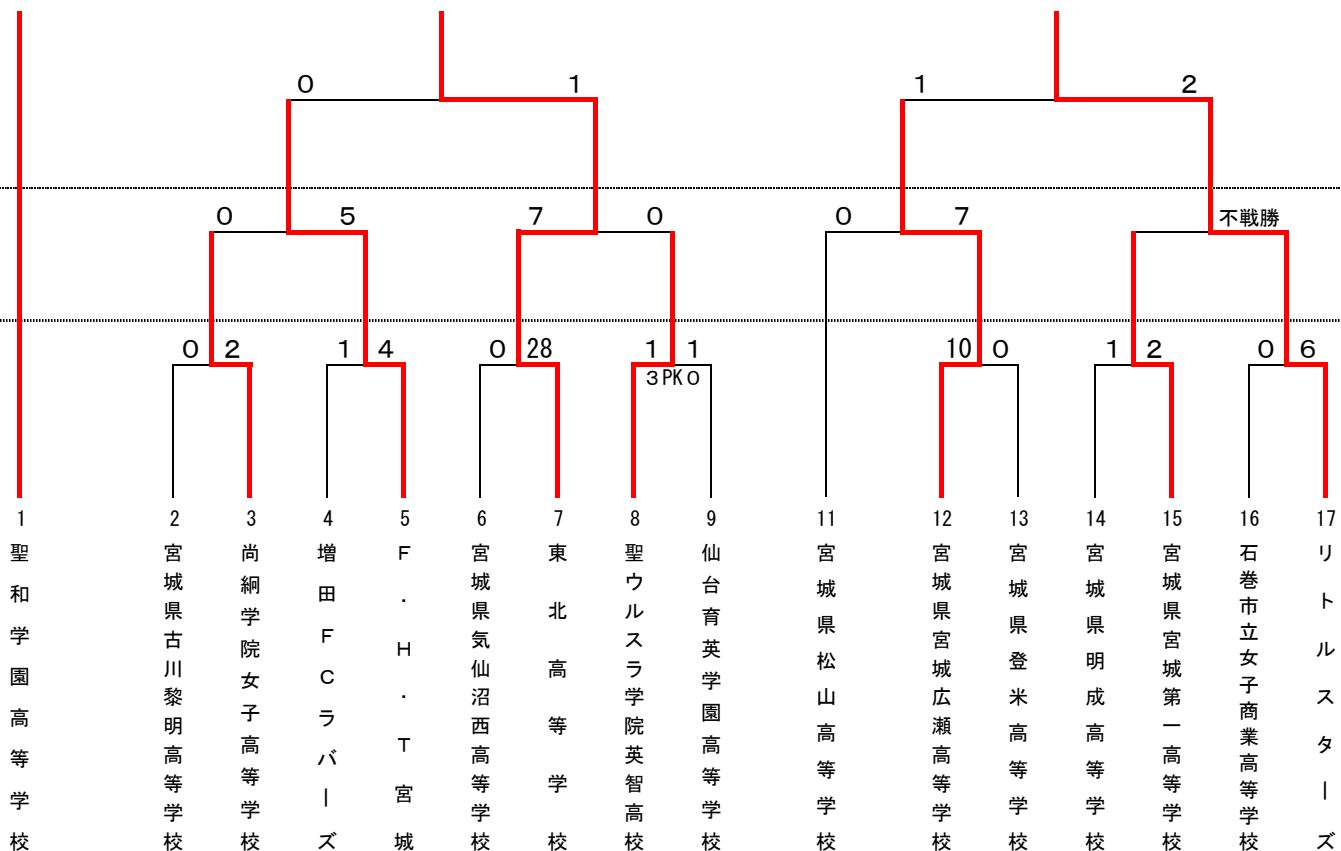 ０ １ １ ２
０ ５ ７ ０ ０ ７ 不戦勝
０ ２ １ ４ ０ 28 １ １ 10 ０ １ ２ ０ ６
３PK０
1 2 3 4 5 6 7 8 9 11 12 13 14 15 16 17
聖和学園高等学校
宮城県古川黎明高等学校
尚絅学院女子高等学校
増田ＦＣラバーズ
Ｆ．Ｈ．Ｔ宮城
宮城県気仙沼西高等学校
東北高等学校
聖ウルスラ学院英智高校
仙台育英学園高等学校
宮城県松山高等学校
宮城県宮城広瀬高等学校
宮城県登米高等学校
宮城県明成高等学校
宮城県宮城第一高等学校
石巻市立女子商業高等学校
リトルスターズ